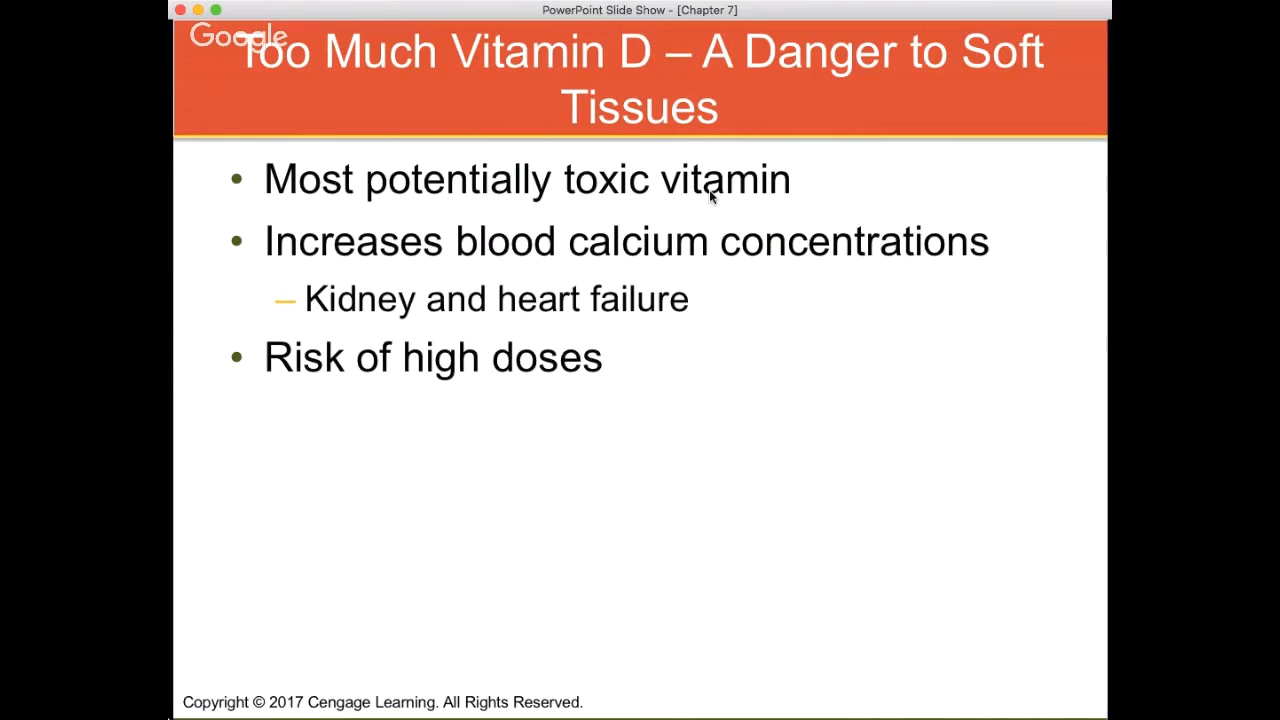 PowerPoint Slide Show - [Chapter 7]
Google
Too Much Vitamin D – A Danger to Soft
Tissues
• Most potentially toxic vitamin
• Increases blood calcium concentrations
– Kidney and heart failure
• Risk of high doses
Copyright © 2017 Cengage Learning. All Rights Reserved.